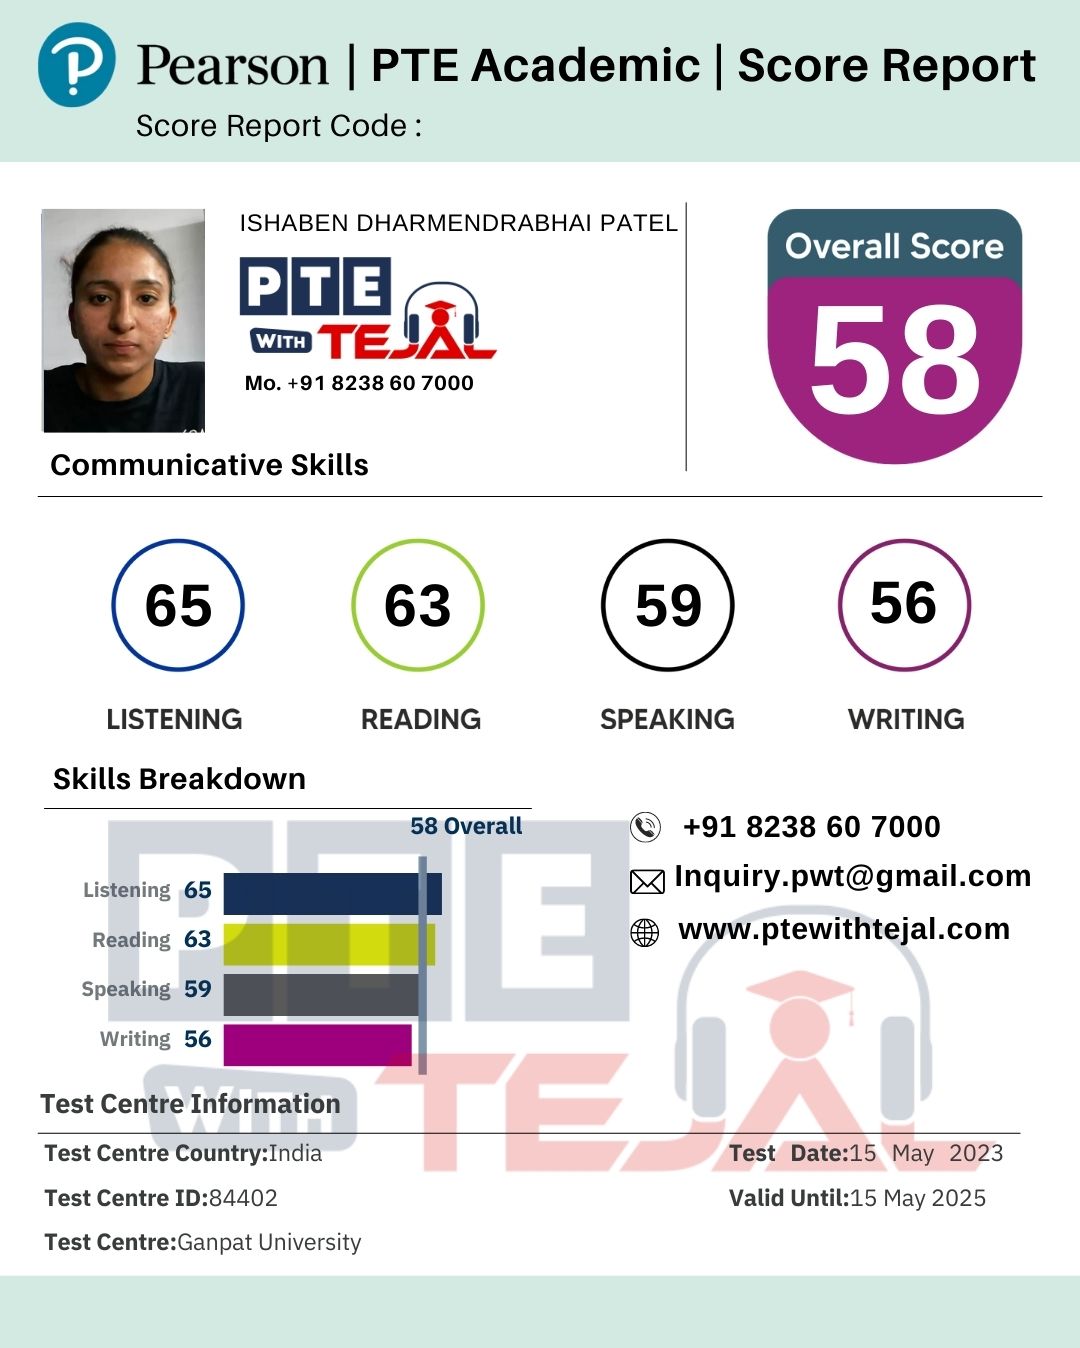 Pearson | PTE Academic | Score Report
Score Report Code :
ISHABEN DHARMENDRABHAI PATEL
PTE
WITH TEJAL
Mo. +91 8238 60 7000
Overall Score
58
Communicative Skills
65 63 59 56
LISTENING READING SPEAKING WRITING
Skills Breakdown
58 Overall
Listening 65
Reading 63
Speaking 59
Writing 56
+91 8238 60 7000
Inquiry.pwt@gmail.com
www.ptewithtejal.com
PTE
WITH TEJAL
Test Centre Information
Test Centre Country:India
Test Date:15 May 2023
Test Centre ID:84402
Valid Until:15 May 2025
Test Centre:Ganpat University